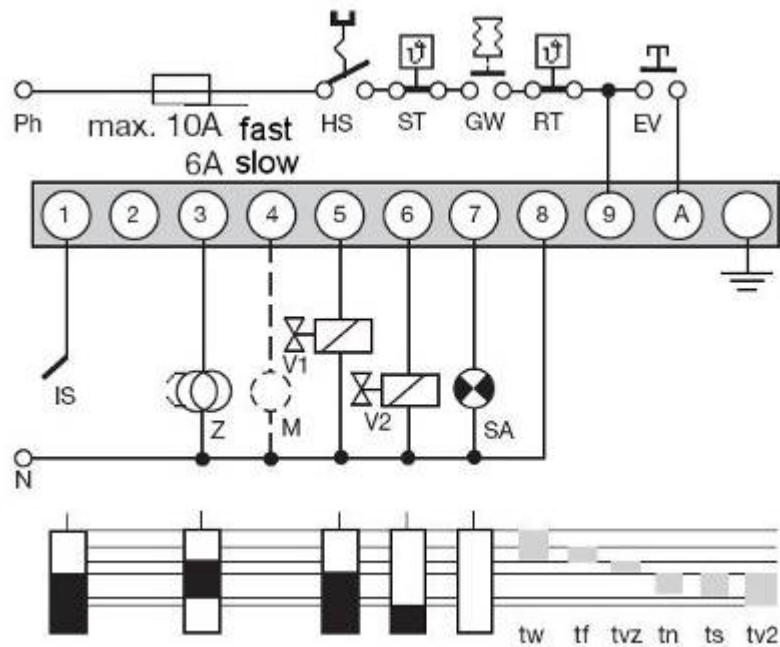 ϑ ϑ
Ph max. 10A fast HS ST GW RT EV
6A slow
1 2 3 4 5 6 7 8 9 A
IS Z M V1 V2 SA
N
tw tf tvz tn ts tv2